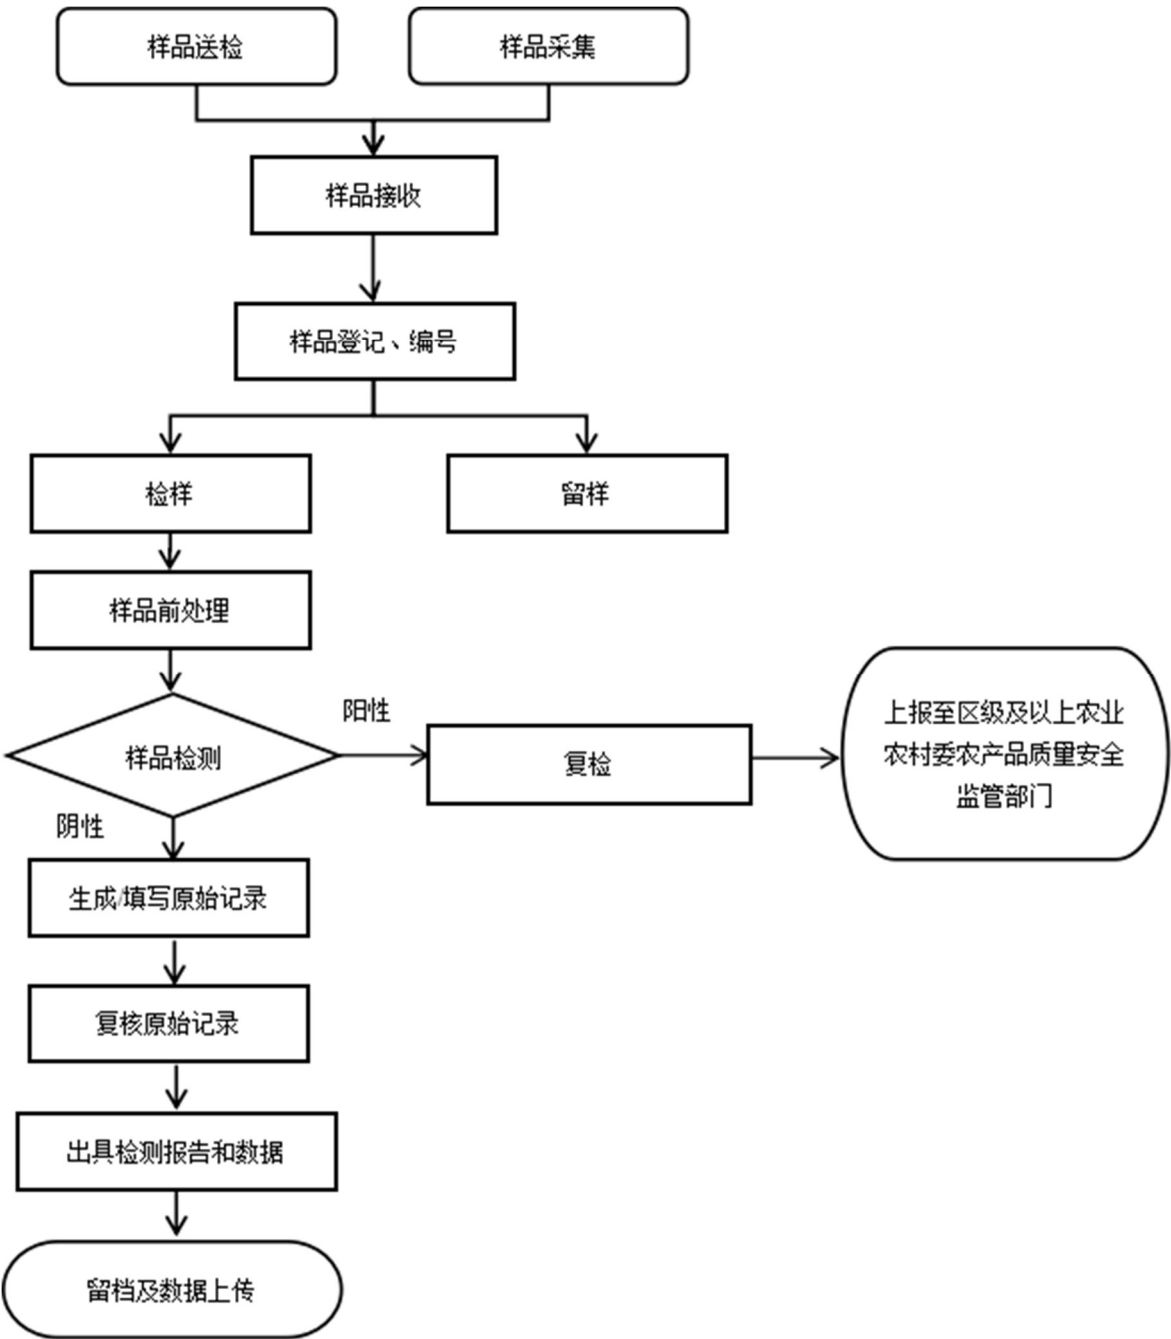 样品送检
样品采集
样品接收
样品登记、编号
检样
留样
样品前处理
样品检测
阳性
复检
上报至区级及以上农业
农村委农产品质量安全
监管部门
阴性
生成/填写原始记录
复核原始记录
出具检测报告和数据
留档及数据上传